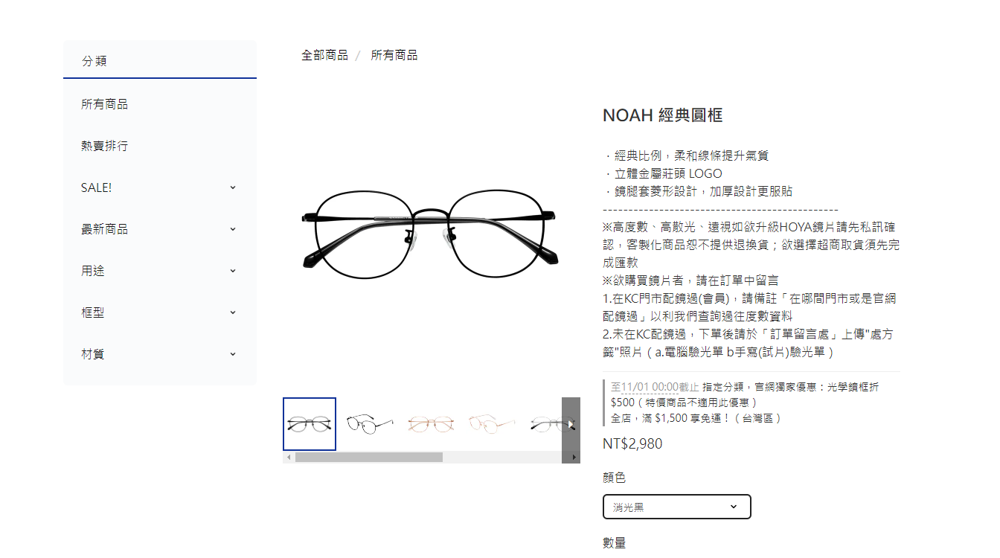 分類
所有商品
熱賣排行
SALE!
最新商品
用途
框型
材質
全部商品 / 所有商品
NOAH 經典圓框
．經典比例，柔和線條提升氣質
．立體金屬莊頭 LOGO
．鏡腿套菱形設計，加厚設計更服貼
-----------------------------------------------
※高度數、高散光、遠視如欲升級HOYA鏡片請先私訊確
認，客製化商品恕不提供退換貨；欲選擇超商取貨須先完
成匯款
※欲購買鏡片者，請在訂單中留言
1.在KC門市配鏡過(會員)，請備註「在哪間門市或是官網
配鏡過」以利我們查詢過往度數資料
2.未在KC配鏡過，下單後請於「訂單留言處」上傳"處方
籤"照片（a.電腦驗光單 b手寫(試片)驗光單）
至11/01 00:00截止 指定分類，官網獨家優惠：光學鏡框折
$500（特價商品不適用此優惠）
全店，滿 $1,500 享免運！（台灣區）
NT$2,980
顏色
消光黑
數量